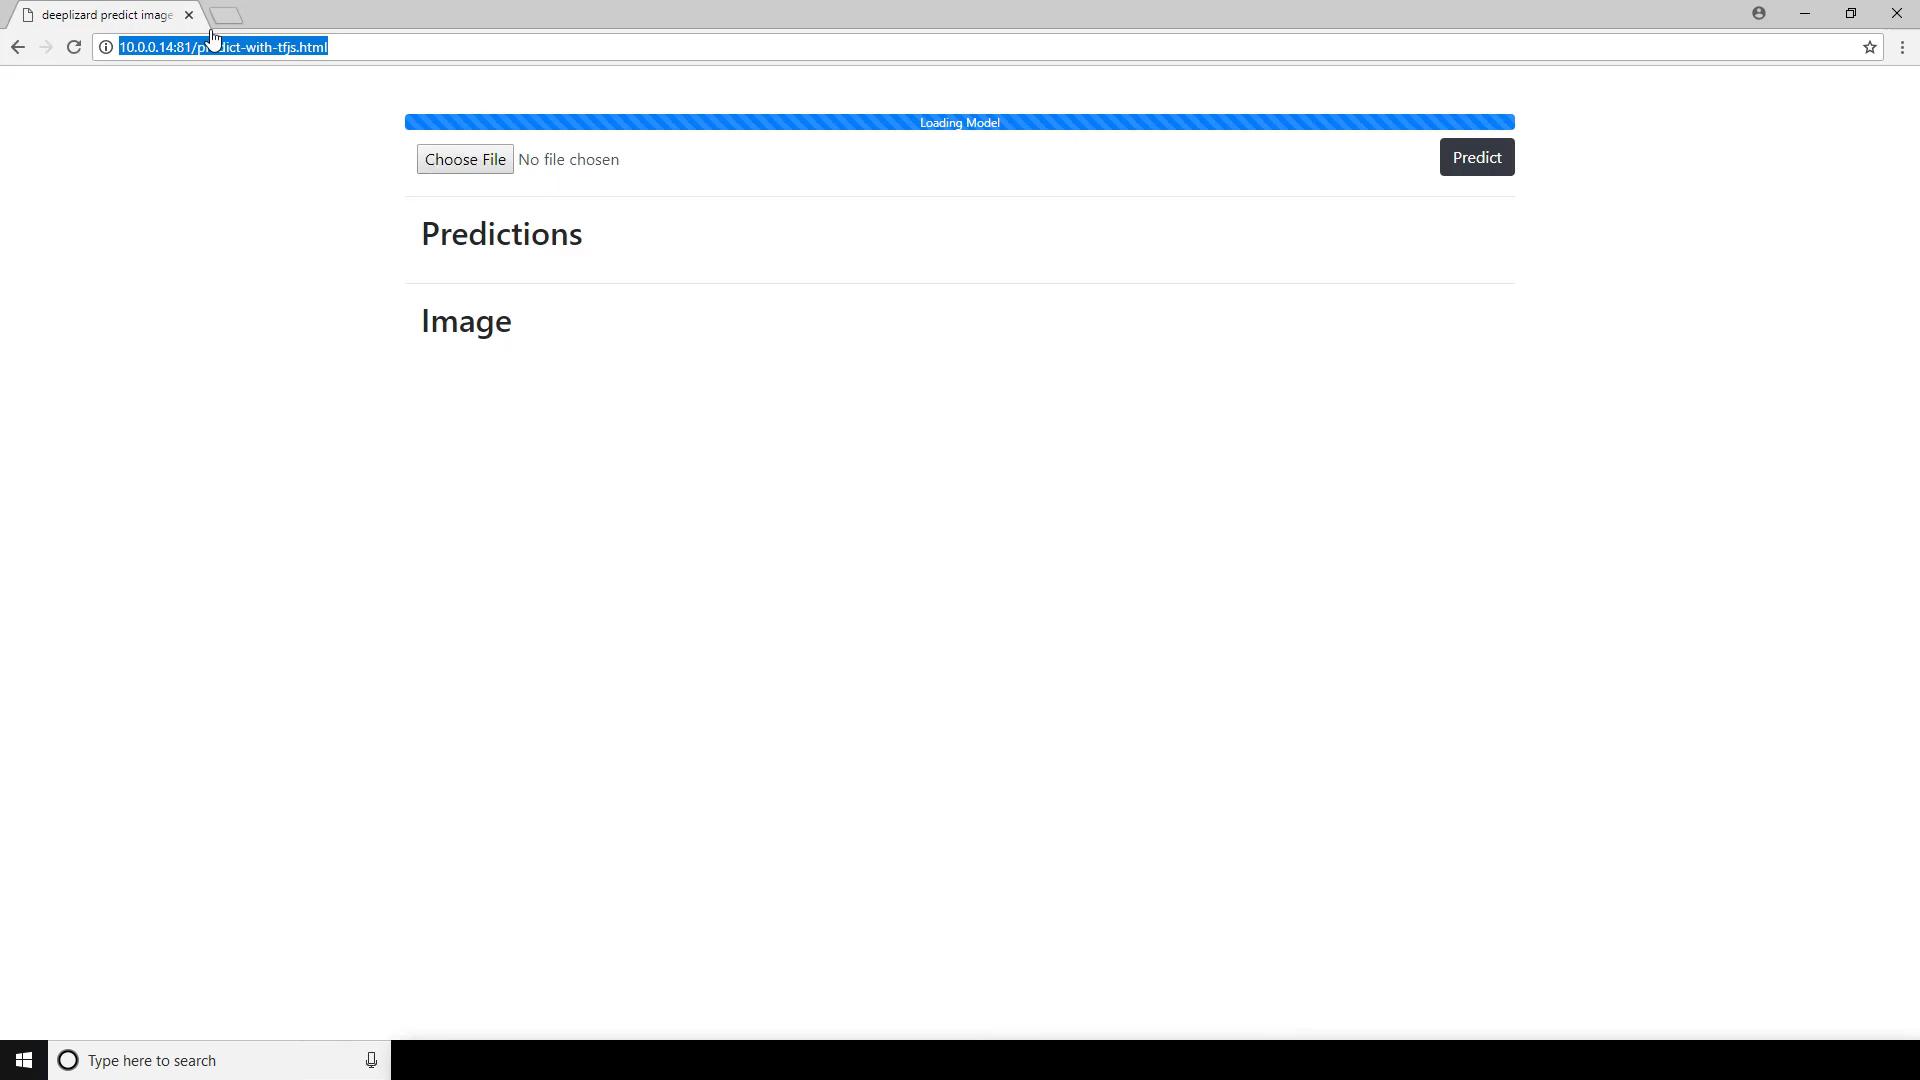 deeplizard predict image
10.0.0.14:81/predict-with-tfjs.html
Loading Model
Choose File No file chosen
Predict
Predictions
Image
Type here to search